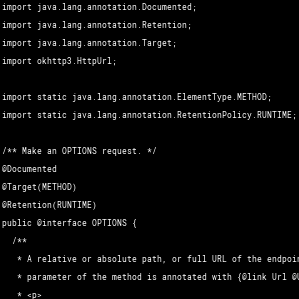 import java.lang.annotation.Documented;
import java.lang.annotation.Retention;
import java.lang.annotation.Target;
import okhttp3.HttpUrl;
import static java.lang.annotation.ElementType.METHOD;
import static java.lang.annotation.RetentionPolicy.RUNTIME;
/** Make an OPTIONS request. */
@Documented
@Target(METHOD)
@Retention(RUNTIME)
public @interface OPTIONS {
/**
* A relative or absolute path, or full URL of the endpoin
* parameter of the method is annotated with {@link Url @U
* <p>